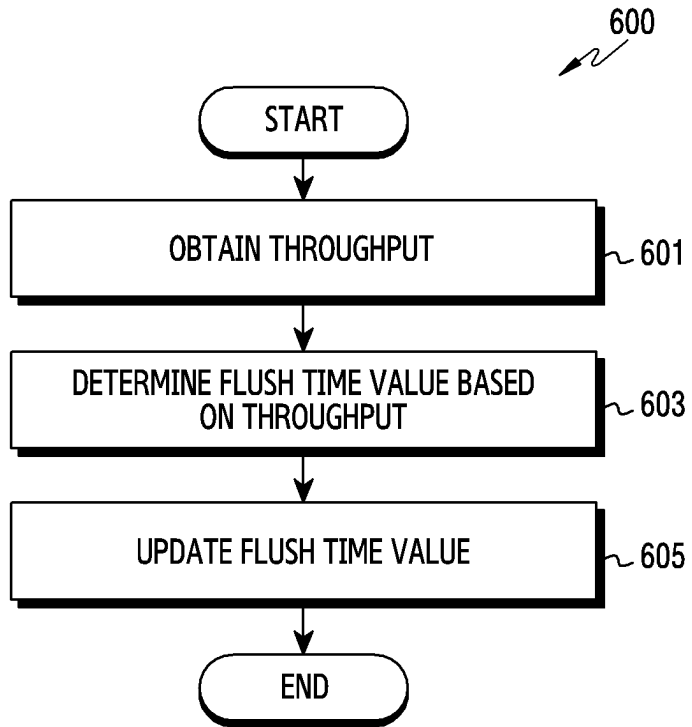 600
START
OBTAIN THROUGHPUT
601
DETERMINE FLUSH TIME VALUE BASED
ON THROUGHPUT
603
UPDATE FLUSH TIME VALUE
605
END